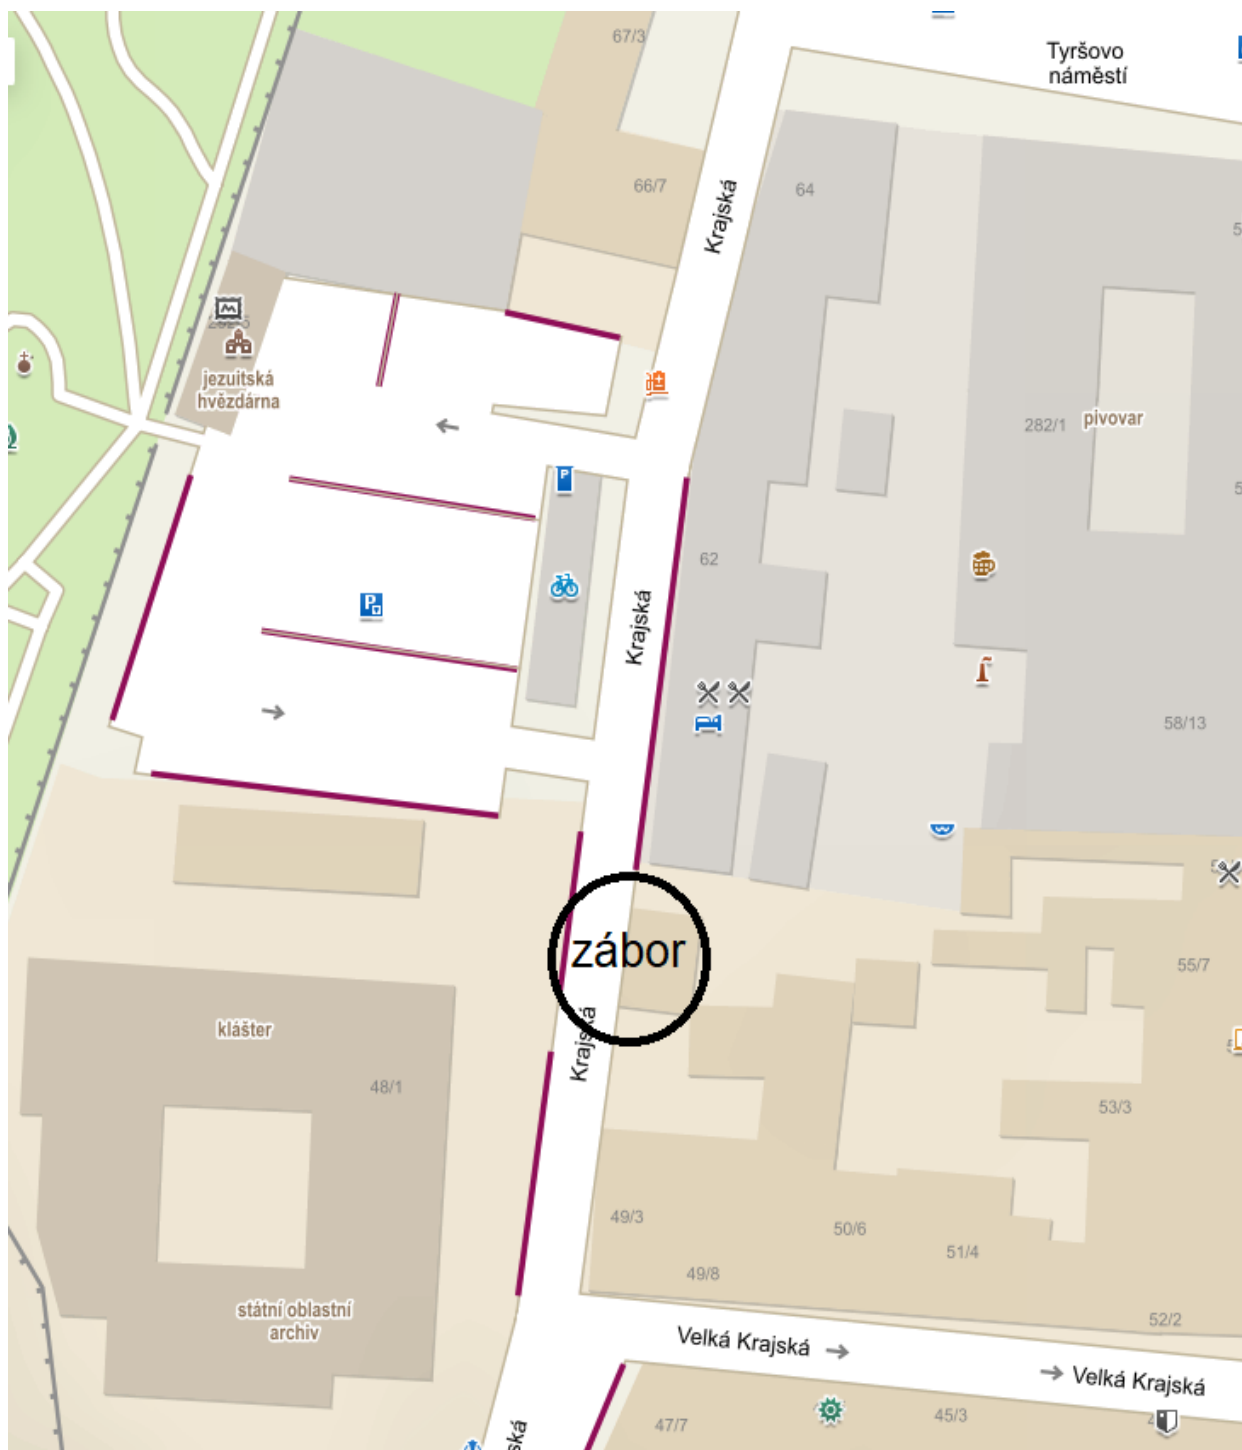 67/3
Tyršovo
náměstí
66/7
64
Krajská
jezuitská
hvězdárna
282/1
pivovar
P
62
Krajská
P
58/13
zábor
55/7
klášter
Krajská
48/1
53/3
49/3
50/6
51/4
49/8
státní oblastní
archiv
52/2
Velká Krajská
Velká Krajská
45/3
47/7
ská